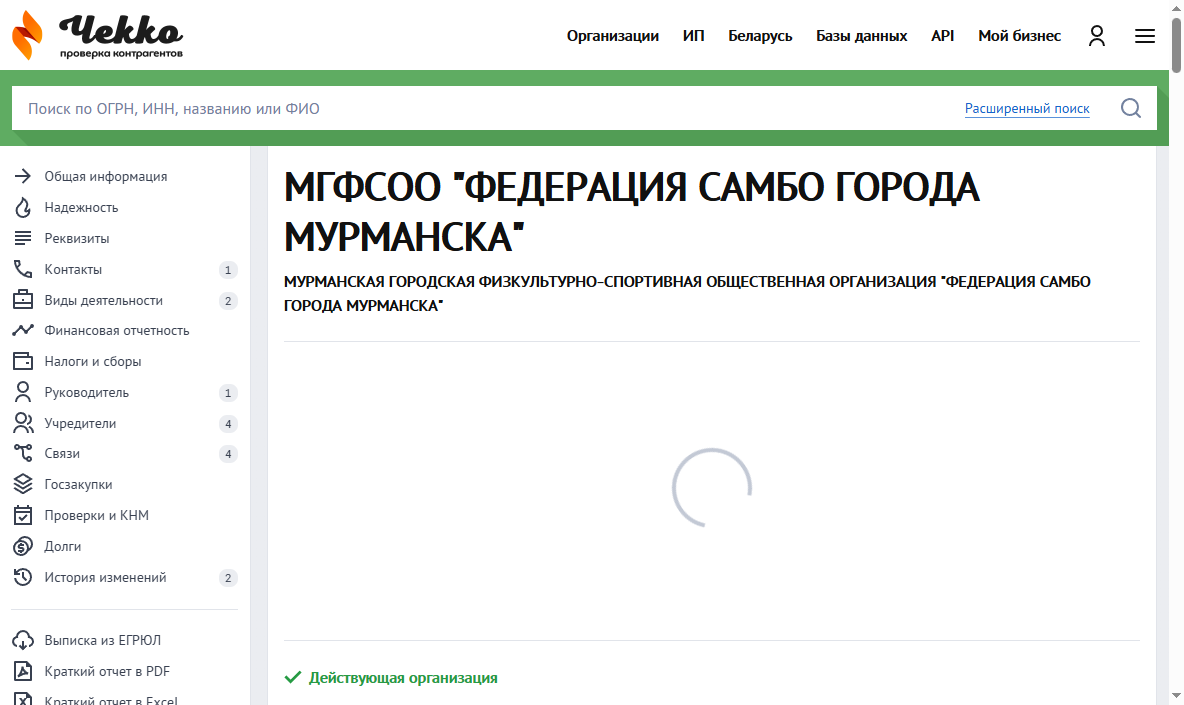 Чекко
проверка контрагентов
Организации
ИП
Беларусь
Базы данных
API
Мой бизнес
Поиск по ОГРН, ИНН, названию или ФИО
Расширенный поиск
Общая информация
Надежность
Реквизиты
Контакты 1
Виды деятельности 2
Финансовая отчетность
Налоги и сборы
Руководитель 1
Учредители 4
Связи 4
Госзакупки
Проверки и КНМ
Долги
История изменений 2
Выписка из ЕГРЮЛ
Краткий отчет в PDF
Краткий отчет в Excel
МГФСОО "ФЕДЕРАЦИЯ САМБО ГОРОДА
МУРМАНСКА"
МУРМАНСКАЯ ГОРОДСКАЯ ФИЗКУЛЬТУРНО-СПОРТИВНАЯ ОБЩЕСТВЕННАЯ ОРГАНИЗАЦИЯ "ФЕДЕРАЦИЯ САМБО
ГОРОДА МУРМАНСКА"
Действующая организация